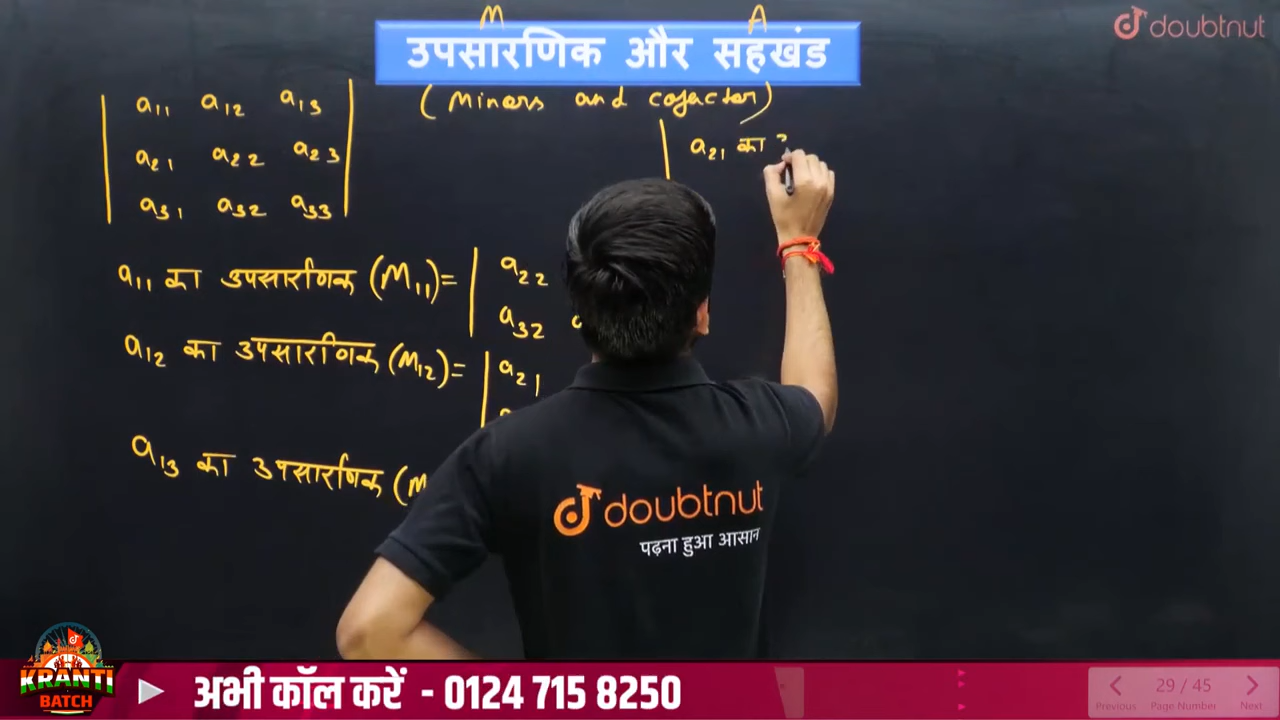 M A
उपसारणिक और सहखंड
doubtnut
(Minors and cofactor)
a11 a12 a13
a21 a22 a23
a31 a32 a33
a21 का
a11 का उपसारणिक (M11)=
a22
a32
a12 का उपसारणिक (M12)=
a21
a13 का उपसारणिक (M
doubtnut
पढ़ना हुआ आसान
KRANTI
BATCH
अभी कॉल करें - 0124 715 8250
29 / 45
Previous Page Number Next